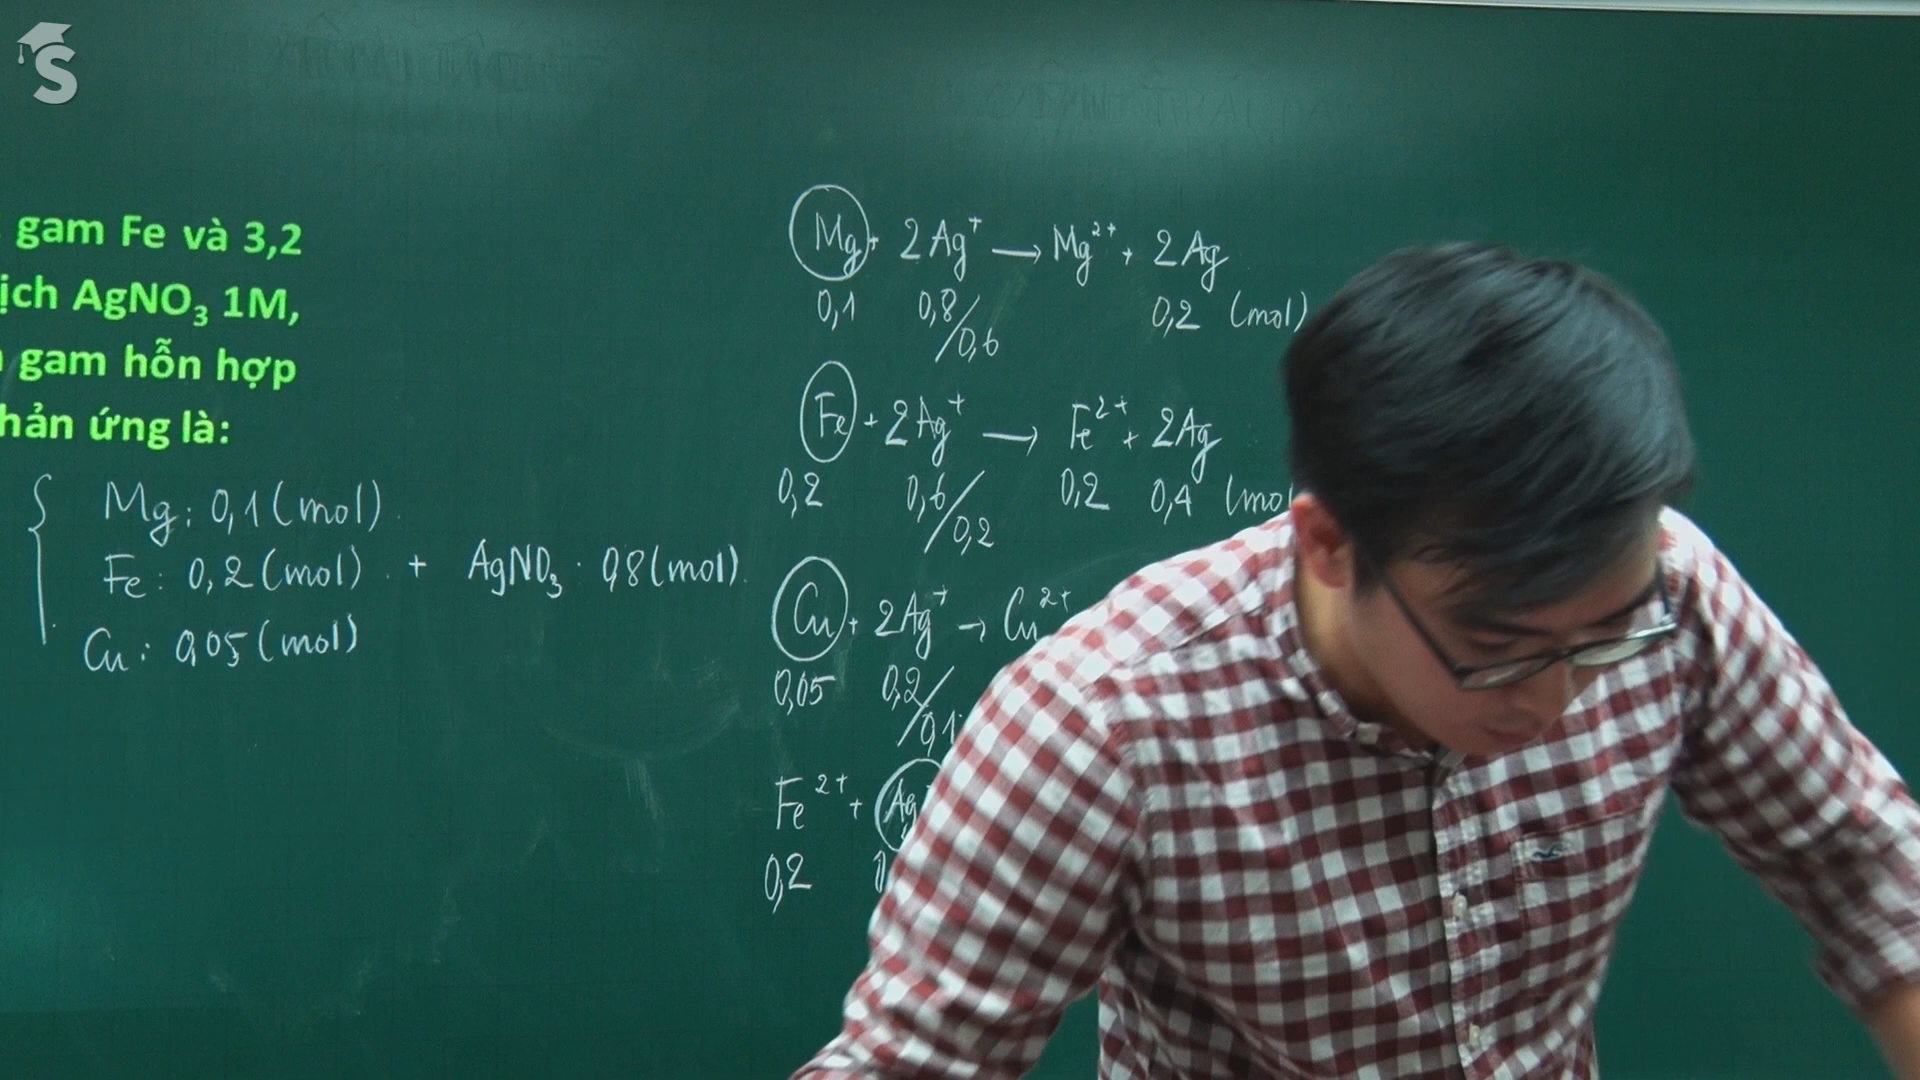 S
gam Fe và 3,2
ịch AgNO₃ 1M,
gam hỗn hợp
hản ứng là:
Mg: 0,1 (mol)
Fe: 0,2 (mol) + AgNO₃: 0,8 (mol)
Cu: 0,05 (mol)
Mg + 2Ag⁺ → Mg²⁺ + 2Ag
0,1 0,8/0,6 0,2 (mol)
Fe + 2Ag⁺ → Fe²⁺ + 2Ag
0,2 0,6/0,2 0,2 0,4 (mol
Cu + 2Ag⁺ → Cu²⁺
0,05 0,2/0,1
Fe²⁺ + Ag
0,2